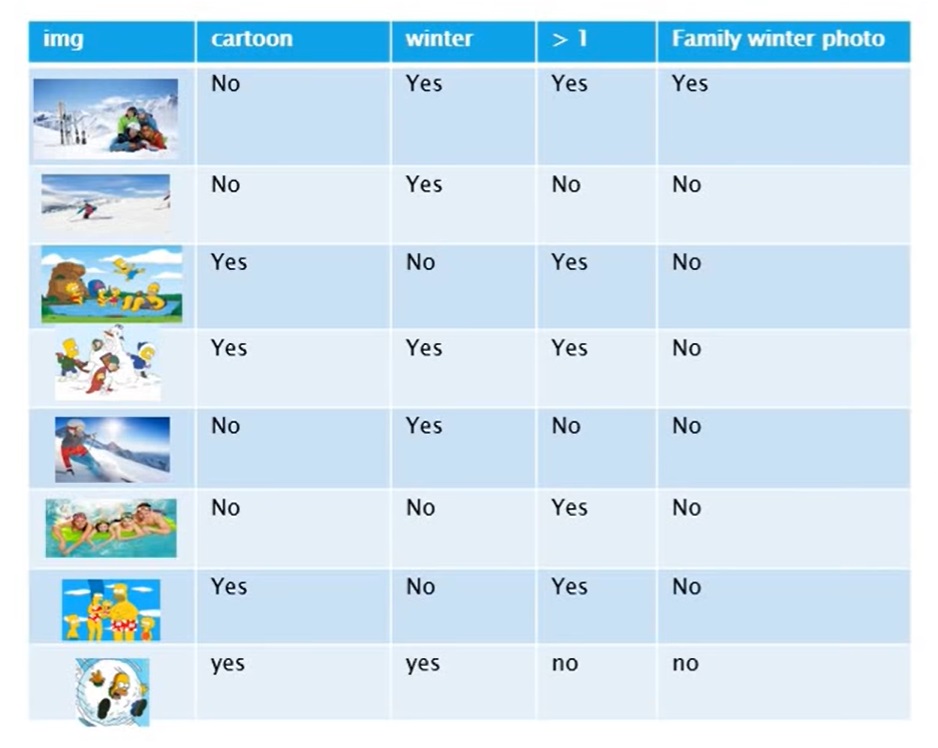 img cartoon winter > 1 Family winter photo
No Yes Yes Yes
No Yes No No
Yes No Yes No
Yes Yes Yes No
No Yes No No
No No Yes No
Yes No Yes No
yes yes no no